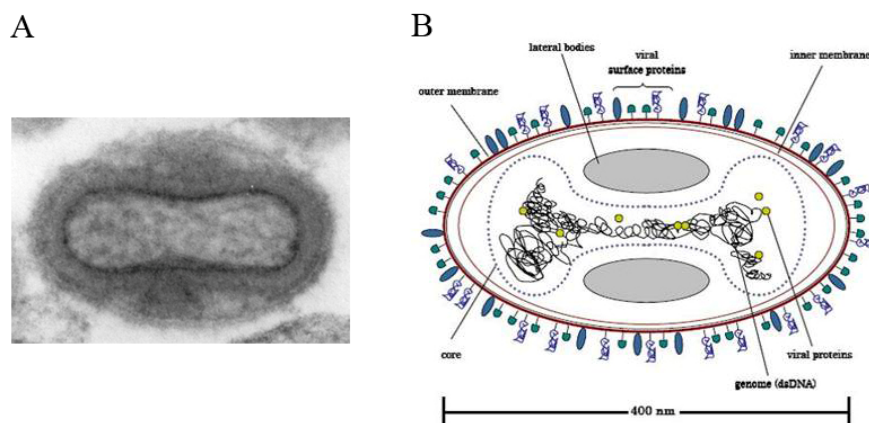 A
B
lateral bodies
viral
surface proteins
inner membrane
outer membrane
core
viral proteins
genome (dsDNA)
400 nm